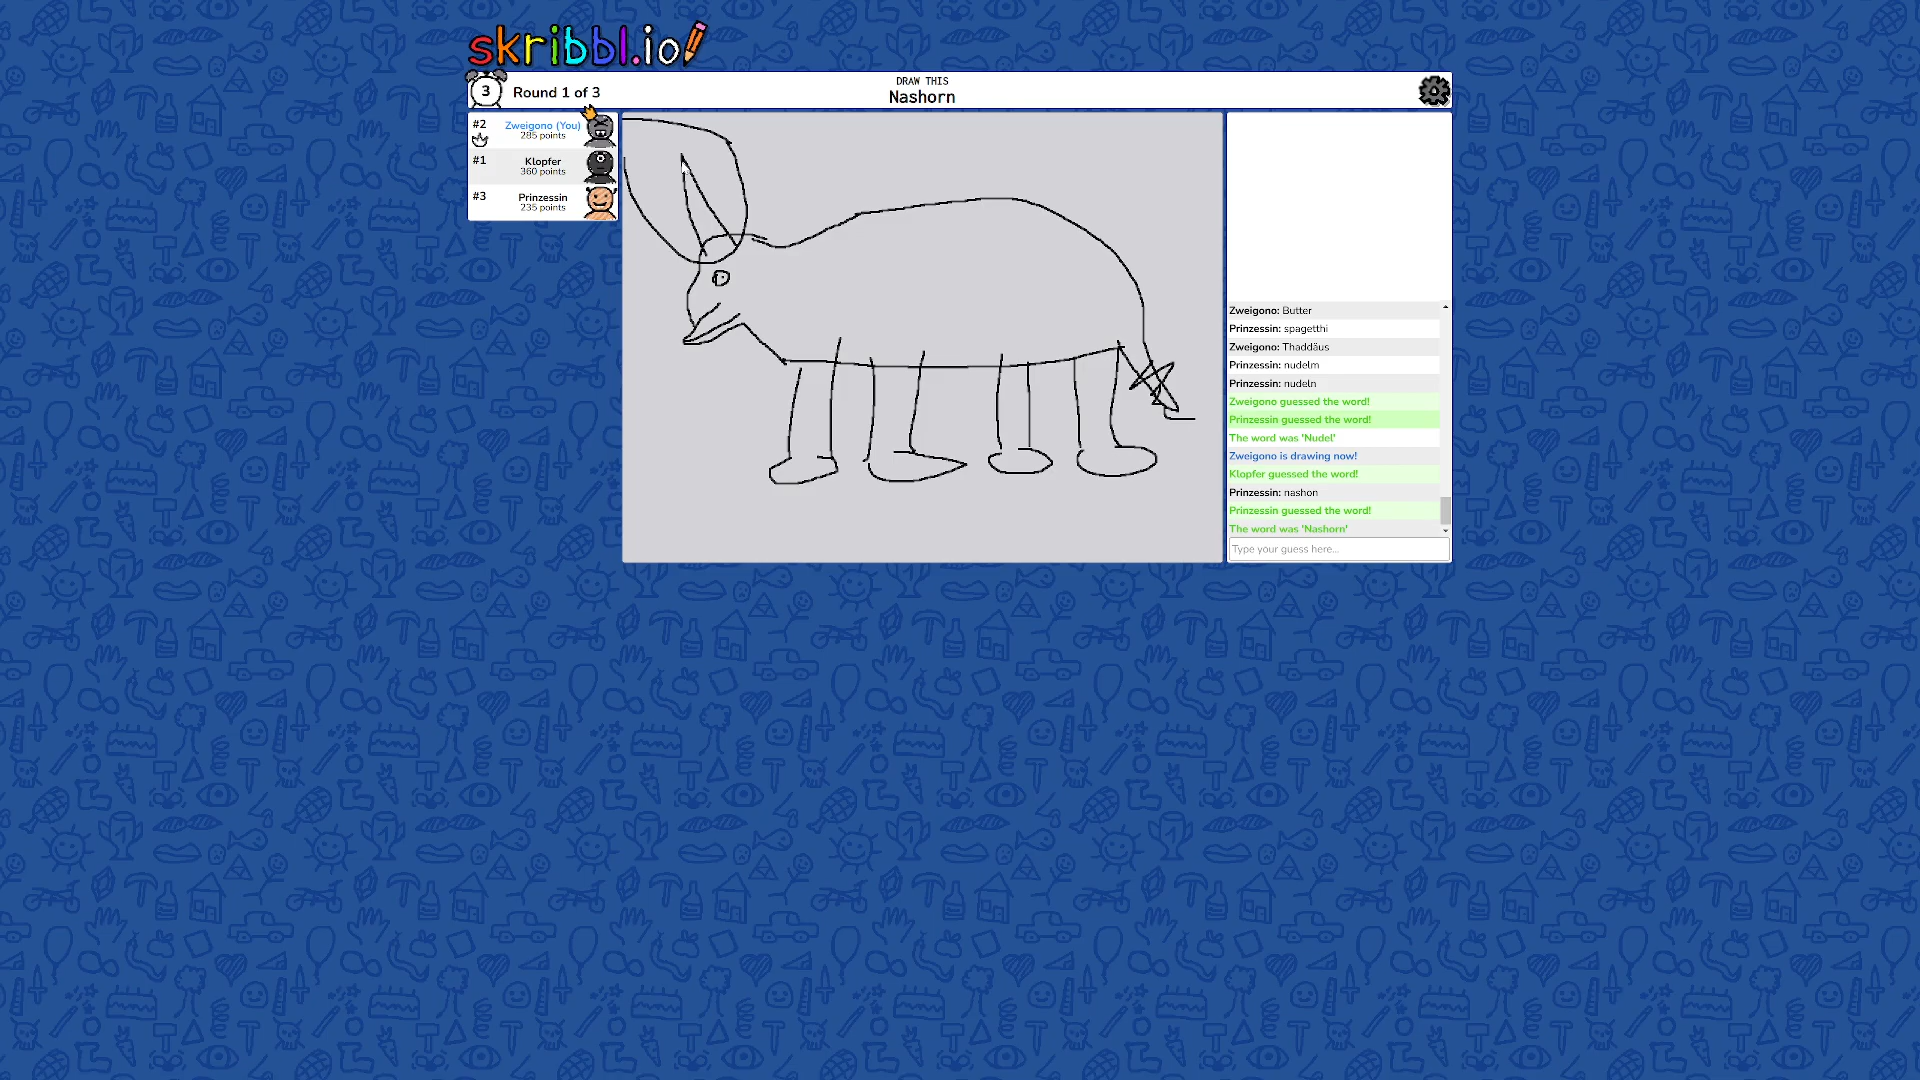 skribbl.io
DRAW THIS
3
Round 1 of 3
Nashorn
#2
Zweigono (You)
285 points
#1
Klopfer
360 points
#3
Prinzessin
235 points
Zweigono: Butter
Prinzessin: spagetthi
Zweigono: Thaddäus
Prinzessin: nudelm
Prinzessin: nudeln
Zweigono guessed the word!
Prinzessin guessed the word!
The word was 'Nudel'
Zweigono is drawing now!
Klopfer guessed the word!
Prinzessin: nashon
Prinzessin guessed the word!
The word was 'Nashorn'
Type your guess here...